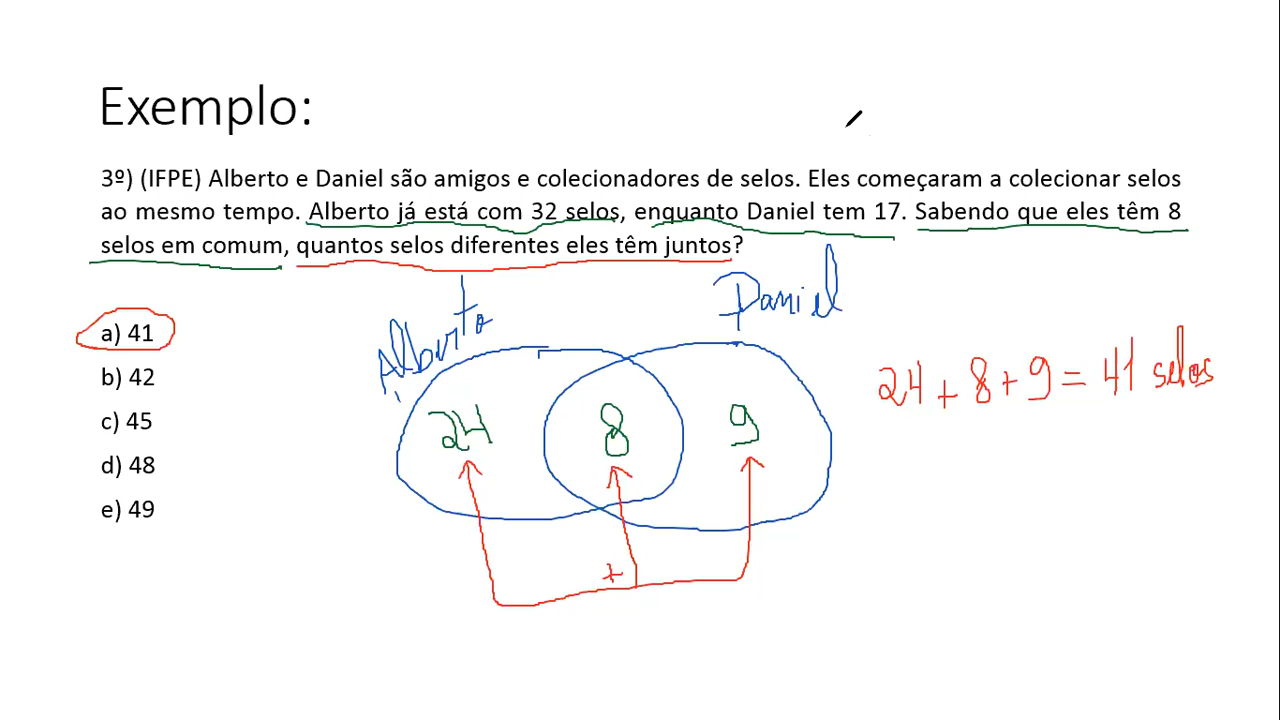 Exemplo:
3º) (IFPE) Alberto e Daniel são amigos e colecionadores de selos. Eles começaram a colecionar selos
ao mesmo tempo. Alberto já está com 32 selos, enquanto Daniel tem 17. Sabendo que eles têm 8
selos em comum, quantos selos diferentes eles têm juntos?
a) 41
b) 42
c) 45
d) 48
e) 49
Alberto
Daniel
24 8 9
+
24 + 8 + 9 = 41 selos